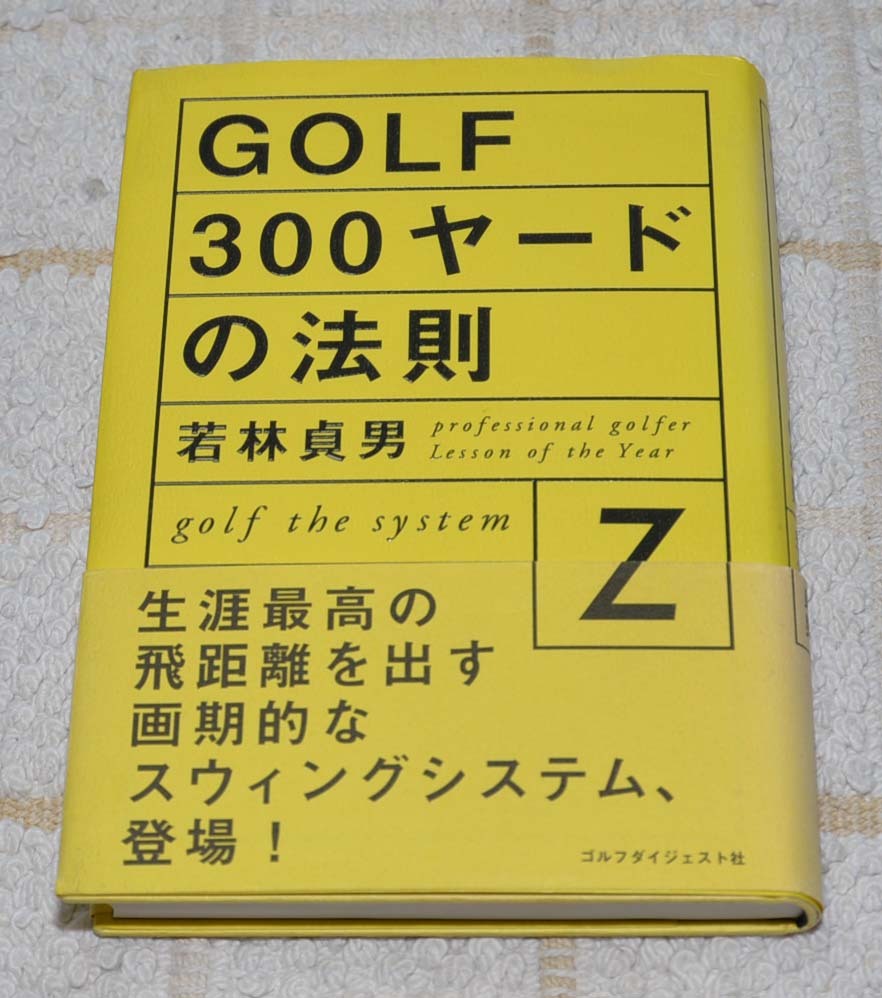 GOLF
300ヤード
の法則
若林貞男
professional golfer
Lesson of the Year
golf the system
Z
生涯最高の
飛距離を出す
画期的な
スウィングシステム、
登場！
ゴルフダイジェスト社